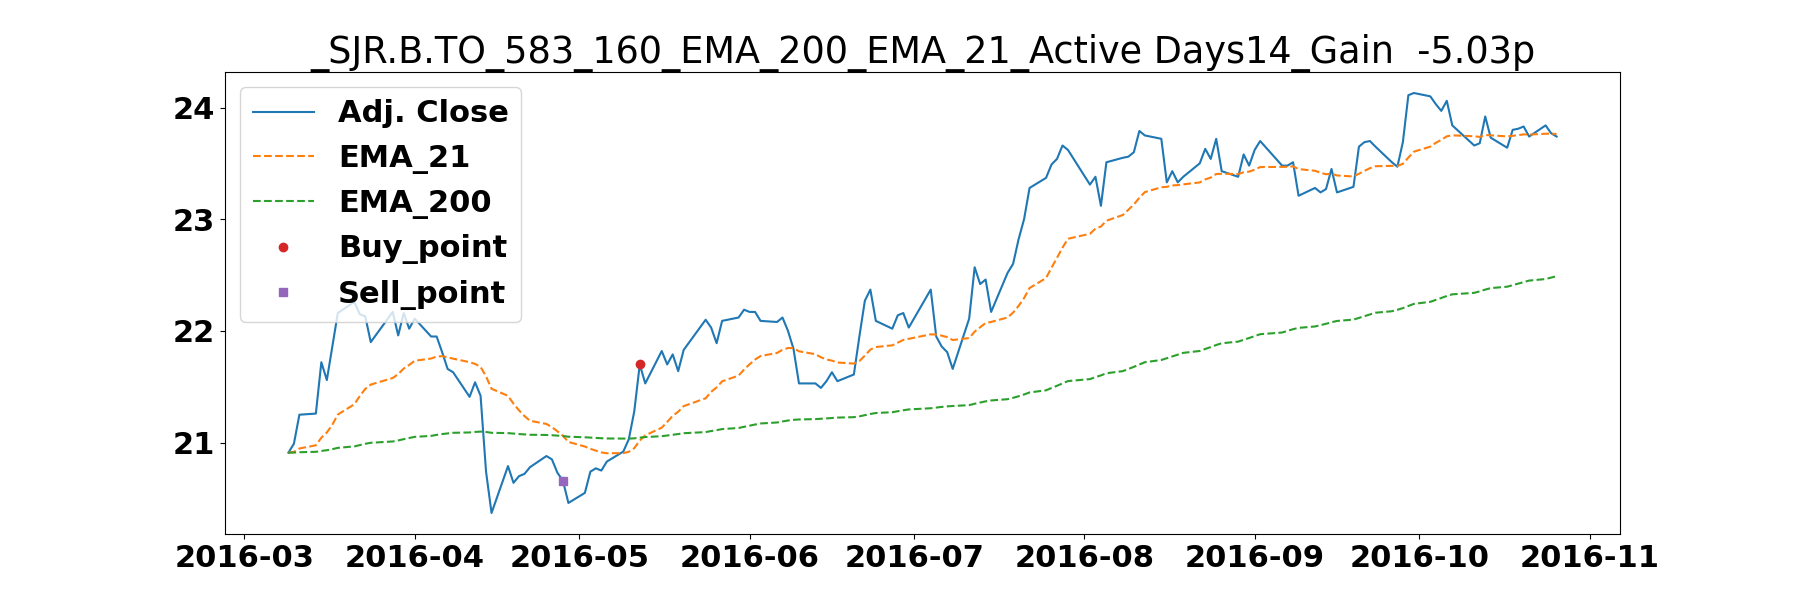 _SJR.B.TO_583_160_EMA_200_EMA_21_Active Days14_Gain  -5.03p
24
23
22
21
Adj. Close
EMA_21
EMA_200
Buy_point
Sell_point
2016-03 2016-04 2016-05 2016-06 2016-07 2016-08 2016-09 2016-10 2016-11